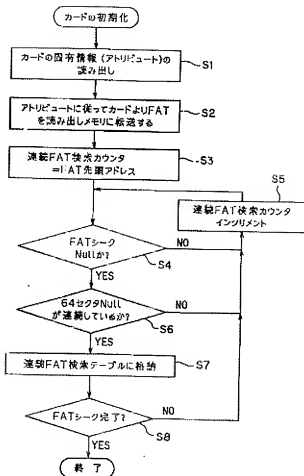 カードの初期化
カードの固有情報(アトリビュート)の
読み出し
S1
アトリビュートに従ってカードよりFAT
を読み出しメモリに転送する
S2
連続FAT検索カウンタ
=FAT先頭アドレス
S3
連続FAT検索カウンタ
インクリメント
S5
FATシーク
Nullか?
NO
S4
YES
64セクタNull
が連続しているか?
NO
S6
YES
連続FAT検索テーブルに格納
S7
FATシーク完了?
NO
S8
YES
終了